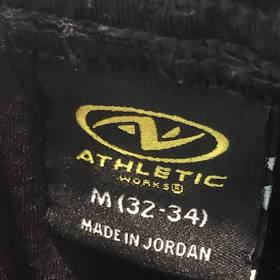 ATHLETIC
WORKS®
M (32-34)
MADE IN JORDAN